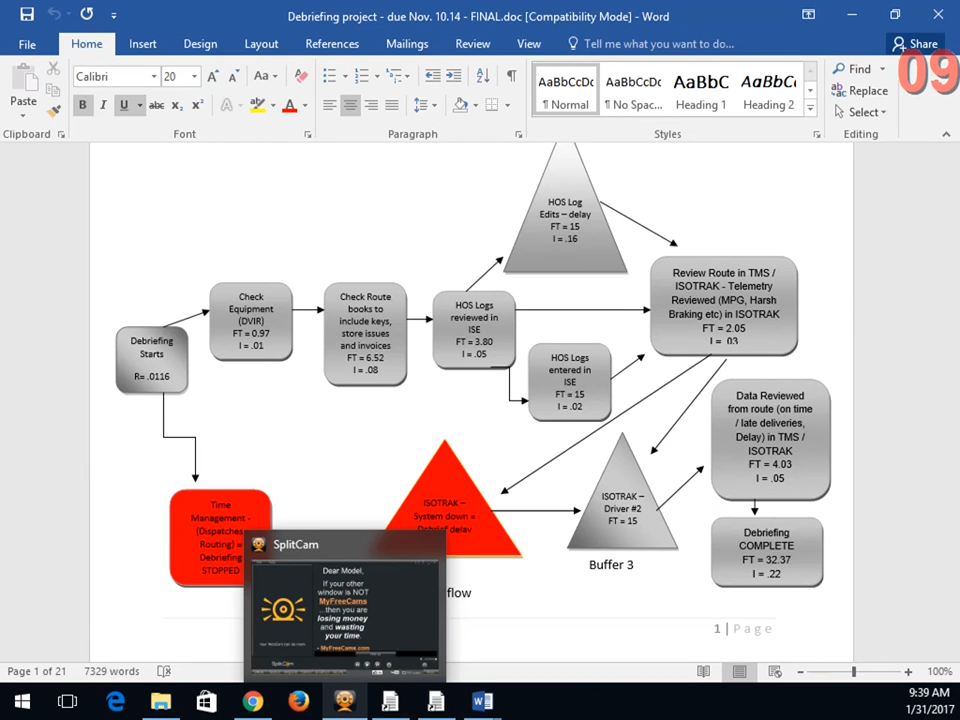 Debriefing project - due Nov. 10.14 - FINAL.doc [Compatibility Mode] - Word
File Home Insert Design Layout References Mailings Review View Tell me what you want to do... Share
09
Paste
Calibri 20
Find
Replace
Select
AaBbCcDc AaBbCcDc AaBbC AaBbCc
¶ Normal ¶ No Spac... Heading 1 Heading 2
Clipboard Font Paragraph Styles Editing
HOS Log
Edits – delay
FT = 15
I = .16
Review Route in TMS /
ISOTRAK - Telemetry
Reviewed (MPG, Harsh
Braking etc) in ISOTRAK
FT = 2.05
I = .03
Check
Equipment
(DVIR)
FT = 0.97
I = .01
Check Route
books to
include keys,
store issues
and invoices
FT = 6.52
I = .08
HOS Logs
reviewed in
ISE
FT = 3.80
I = .05
Debriefing
Starts
R= .0116
HOS Logs
entered in
ISE
FT = 15
I = .02
Data Reviewed
from route (on time
/ late deliveries,
Delay) in TMS /
ISOTRAK
FT = 4.03
I = .05
Time
Management -
(Dispatches
Routing) =
Debriefing
STOPPED
ISOTRAK –
System down =
Debrief delay
ISOTRAK –
Driver #2
FT = 15
Buffer 3
flow
Debriefing
COMPLETE
FT = 32.37
I = .22
SplitCam
Dear Model,
If your other
window is NOT
MyFreeCams
...then you are
losing money
and wasting
your time.
- MyFreeCams.com
SplitCam
1 | Page
Page 1 of 21 7329 words 100%
9:39 AM
1/31/2017